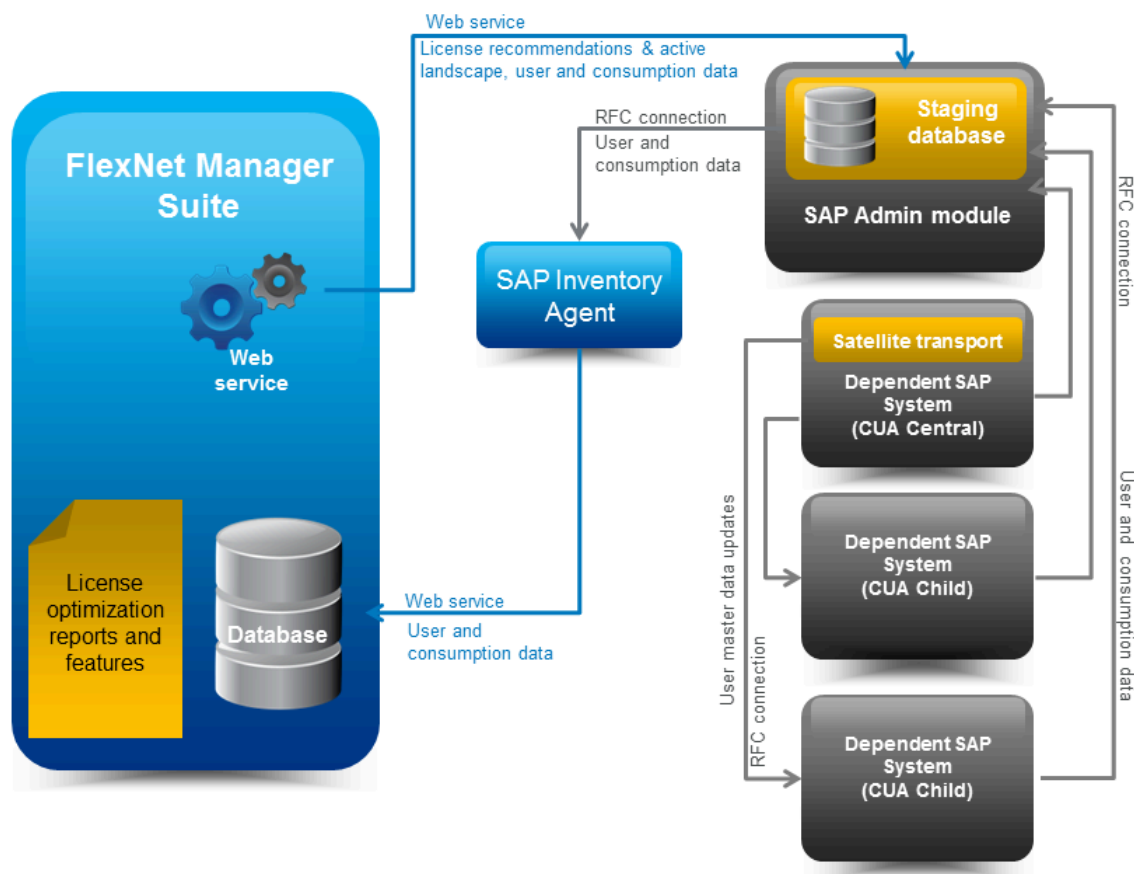 Web service
License recommendations & active
landscape, user and consumption data
FlexNet Manager
Suite
Web
service
License
optimization
reports and
features
Database
RFC connection
User and
consumption data
SAP Inventory
Agent
Web service
User and
consumption data
Staging
database
SAP Admin module
Satellite transport
Dependent SAP
System
(CUA Central)
Dependent SAP
System
(CUA Child)
Dependent SAP
System
(CUA Child)
User master data updates
RFC connection
RFC connection
User and consumption data